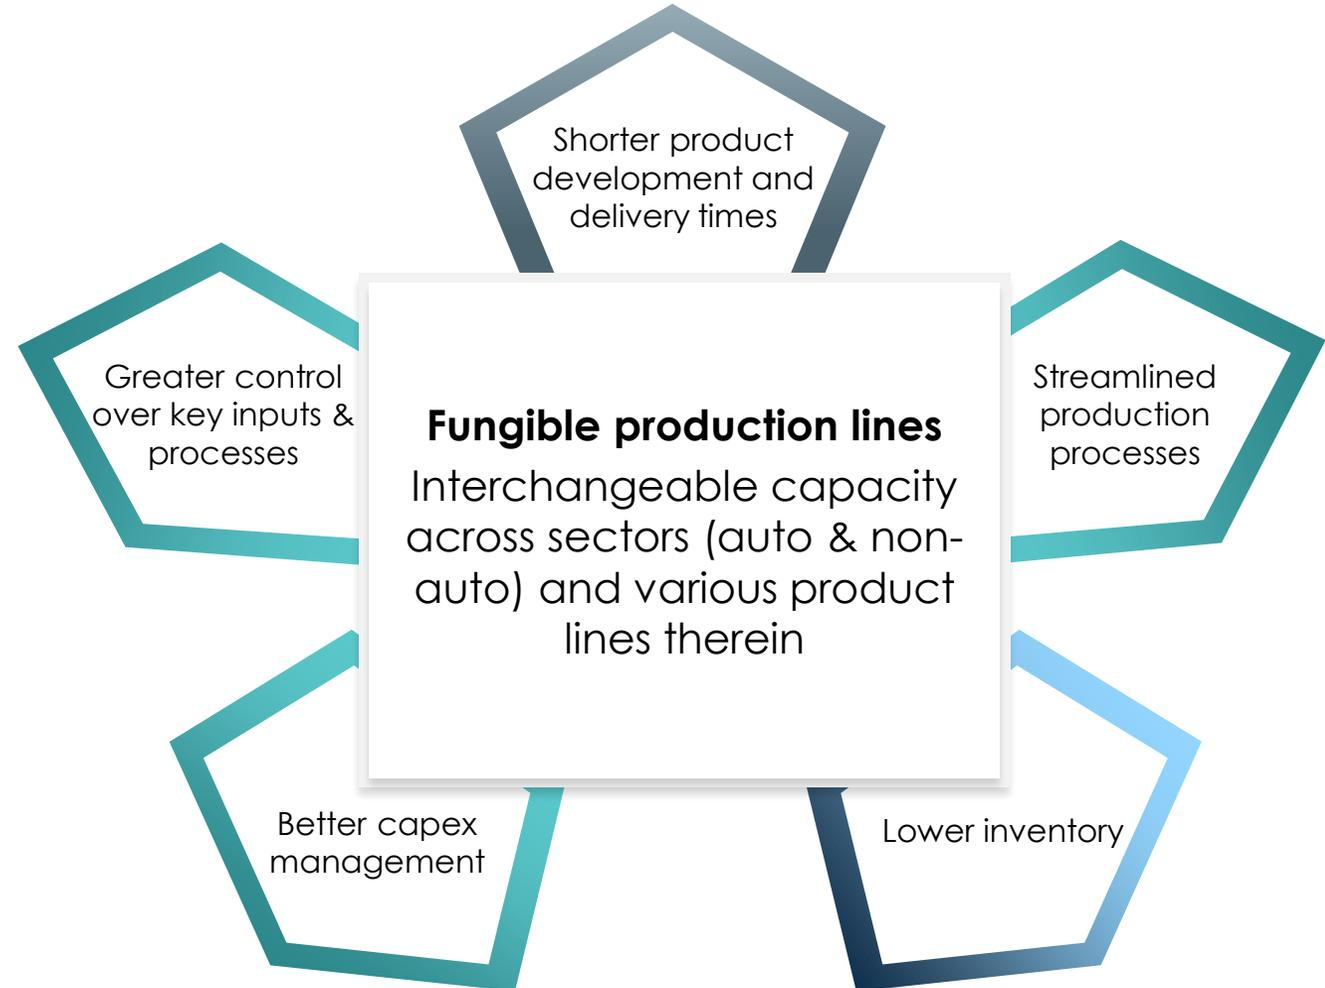 Shorter product
development and
delivery times
Greater control
over key inputs &
processes
Fungible production lines
Interchangeable capacity
across sectors (auto & non-
auto) and various product
lines therein
Streamlined
production
processes
Better capex
management
Lower inventory